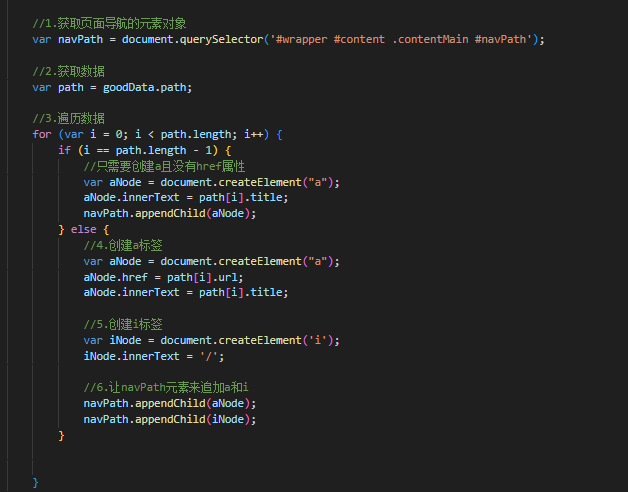 //1.获取页面导航的元素对象
var navPath = document.querySelector('#wrapper #content .contentMain #navPath');
//2.获取数据
var path = goodData.path;
//3.遍历数据
for (var i = 0; i < path.length; i++) {
if (i == path.length - 1) {
//只需要创建a且没有href属性
var aNode = document.createElement("a");
aNode.innerText = path[i].title;
navPath.appendChild(aNode);
} else {
//4.创建a标签
var aNode = document.createElement("a");
aNode.href = path[i].url;
aNode.innerText = path[i].title;
//5.创建i标签
var iNode = document.createElement('i');
iNode.innerText = '/';
//6.让navPath元素来追加a和i
navPath.appendChild(aNode);
navPath.appendChild(iNode);
}
}